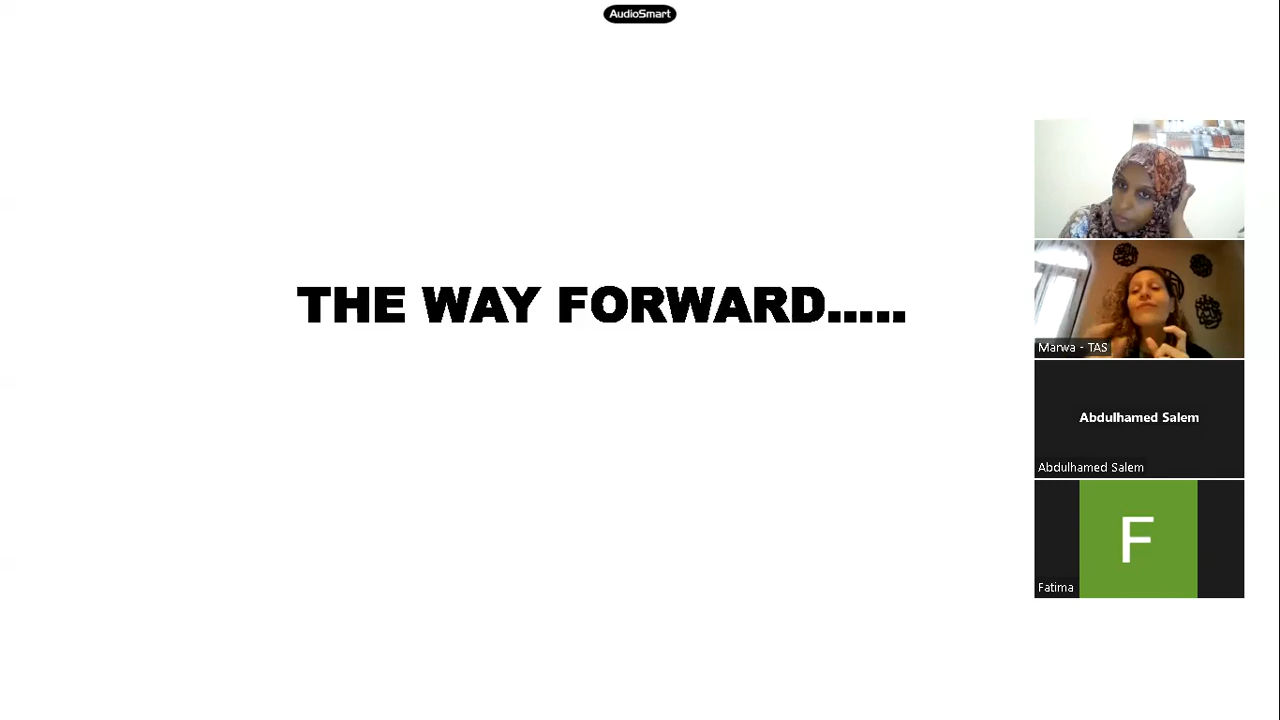 AudioSmart
THE WAY FORWARD.....
Marwa - TAS
Abdulhamed Salem
Abdulhamed Salem
F
Fatima